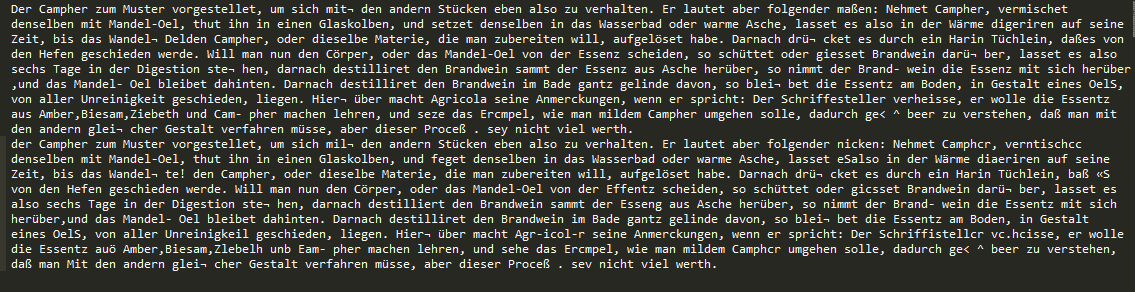 der Campher zum Muster vorgestellet, um sich mit¬ den andern Stücken eben also zu verhalten. Er lautet aber folgender maßen: Nehmet Campher, vermischet
denselben mit Mandel-Oel, thut ihn in einen Glaskolben, und setzet denselben in das Wasserbad oder warme Asche, lasset es also in der Wärme digeriren auf seine
Zeit, bis das Wandel¬ Delden Campher, oder dieselbe Materie, die man zubereiten will, aufgelöset habe. Darnach drü¬ cket es durch ein Harin Tüchlein, daßes von
den Hefen geschieden werde. Will man nun den Cörper, oder das Mandel-Oel von der Essenz scheiden, so schüttet oder giesset Brandwein darü¬ ber, lasset es also
sechs Tage in der Digestion ste¬ hen, darnach destilliret den Brandwein sammt der Essenz aus Asche herüber, so nimmt der Brand- wein die Essenz mit sich herüber
,und das Mandel- Oel bleibet dahinten. Darnach destilliret den Brandwein im Bade gantz gelinde davon, so blei¬ bet die Essentz am Boden, in Gestalt eines OelS,
von aller Unreinigkeit geschieden, liegen. Hier¬ über macht Agricola seine Anmerckungen, wenn er spricht: Der Schriffesteller verheisse, er wolle die Essentz
aus Amber,Biesam,Ziebeth und Cam- pher machen lehren, und seze das Ercmpel, wie man mildem Campher umgehen solle, dadurch ge< ^ beer zu verstehen, daß man mit
den andern glei¬ cher Gestalt verfahren müsse, aber dieser Proceß . sey nicht viel werth.
der Campher zum Muster vorgestellet, um sich mil¬ den andern Stücken eben also zu verhalten. Er lautet aber folgender nicken: Nehmet Camphcr, verntischcc
denselben mit Mandel-Oel, thut ihn in einen Glaskolben, und feget denselben in das Wasserbad oder warme Asche, lasset eSalso in der Wärme diaeriren auf seine
Zeit, bis das Wandel¬ te! den Campher, oder dieselbe Materie, die man zubereiten will, aufgelöset habe. Darnach drü¬ cket es durch ein Harin Tüchlein, baß «S
von den Hefen geschieden werde. Will man nun den Cörper, oder das Mandel-Oel von der Effentz scheiden, so schüttet oder gicsset Brandwein darü¬ ber, lasset es
also sechs Tage in der Digestion ste¬ hen, darnach destilliert den Brandwein sammt der Esseng aus Asche herüber, so nimmt der Brand- wein die Essentz mit sich
herüber,und das Mandel- Oel bleibet dahinten. Darnach destilliret den Brandwein im Bade gantz gelinde davon, so blei¬ bet die Essentz am Boden, in Gestalt
eines OelS, von aller Unreinigkeil geschieden, liegen. Hier¬ über macht Agr-icol-r seine Anmerckungen, wenn er spricht: Der Schriffstellcr vc.hcisse, er wolle
die Essentz auö Amber,Biesam,Zlebelh unb Eam- pher machen lehren, und sehe das Ercmpel, wie man mildem Camphcr umgehen solle, dadurch ge< ^ beer zu verstehen,
daß man Mit den andern glei¬ cher Gestalt verfahren müsse, aber dieser Proceß . sev nicht viel werth.